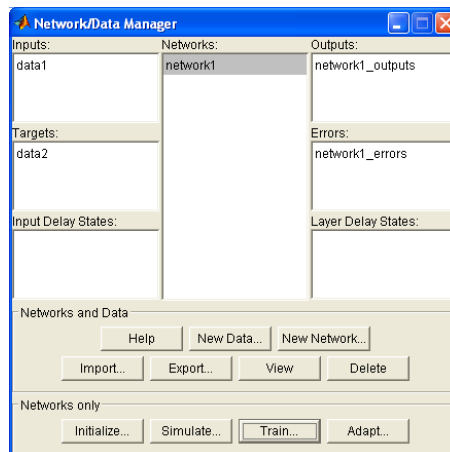 Network/Data Manager
Inputs: Networks: Outputs:
data1 network1 network1_outputs
Targets: Errors:
data2 network1_errors
Input Delay States: Layer Delay States:
Networks and Data
Help New Data... New Network...
Import... Export... View Delete
Networks only
Initialize... Simulate... Train... Adapt...